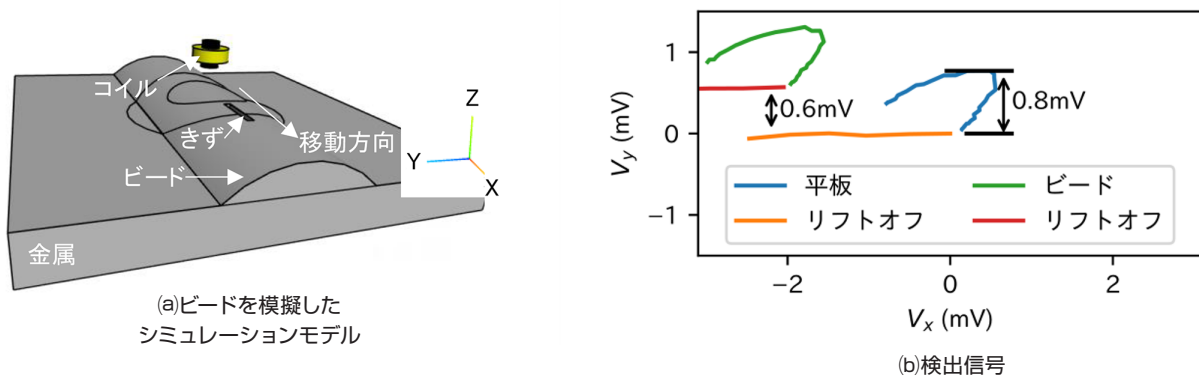 コイル
きず
移動方向
ビード
金属
Z
Y
X
(a)ビードを模擬した
シミュレーションモデル
1
0
−1
Vy (mV)
0.6mV
0.8mV
平板
ビード
リフトオフ
リフトオフ
−2
0
2
Vx (mV)
(b)検出信号